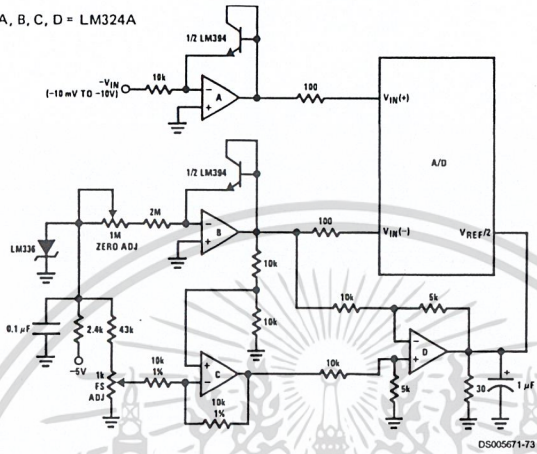 A, B, C, D = LM324A
1/2 LM394
-VIN
(-10 mV TO -10V)
10k
−
+
A
100
VIN(+)
A/D
1/2 LM394
LM336
1M
ZERO ADJ
2M
−
+
B
100
VIN(−)
VREF/2
10k
10k
10k
5k
0.1 μF
2.4k
43k
-5V
1k
FS
ADJ
10k
1%
+
−
C
10k
1%
10k
5k
−
+
D
30
+
1 μF
DS005671-73